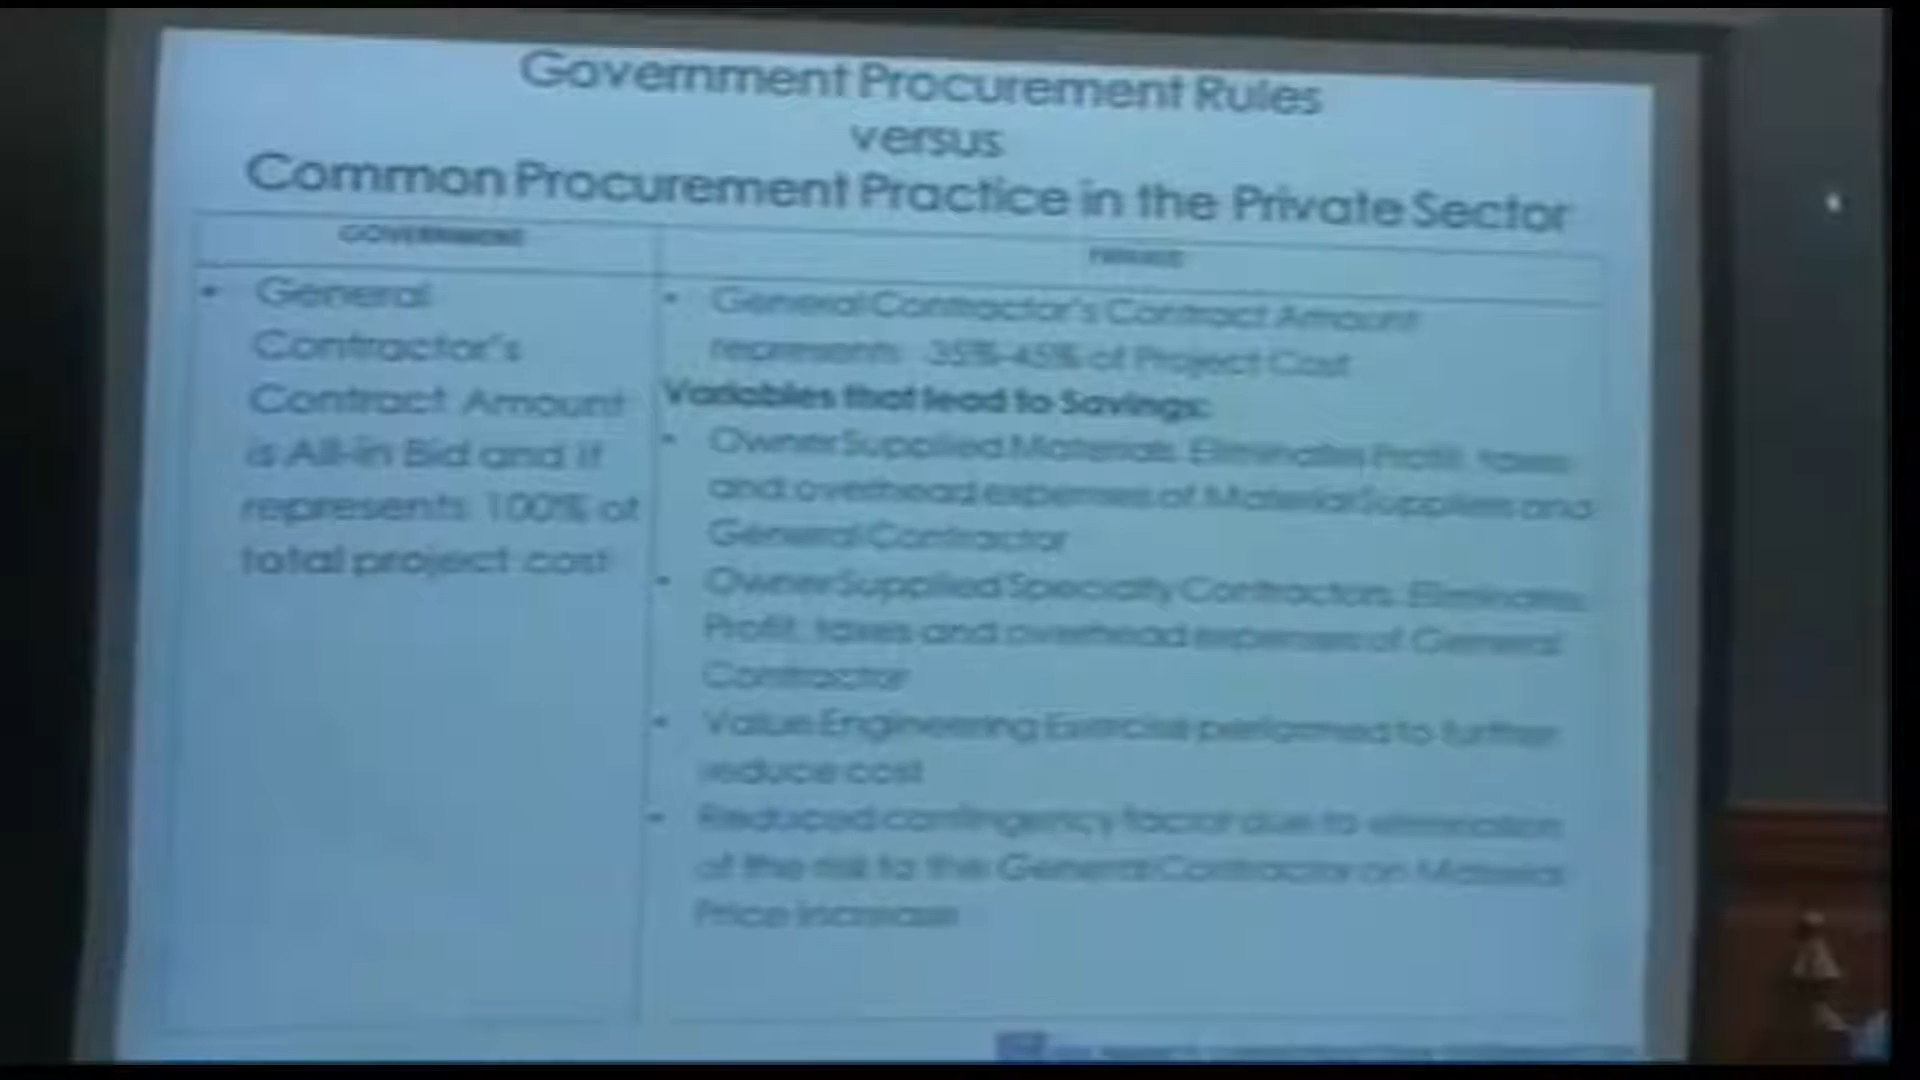 Government Procurement Rules
versus
Common Procurement Practice in the Private Sector
GOVERNMENT
PRIVATE
• General
Contractor's
Contract Amount
is All-in Bid and it
represents 100% of
total project cost
• General Contractor's Contract Amount
represents 35%-45% of Project Cost
Variables that lead to Savings:
• Owner Supplied Materials. Eliminates Profit, taxes
and overhead expenses of Material Suppliers and
General Contractor
• Owner Supplied Specialty Contractors. Eliminates
Profit, taxes and overhead expenses of General
Contractor
• Value Engineering Exercise performed to further
reduce cost
• Reduced contingency factor due to elimination
of the risk to the General Contractor on Material
Price increase